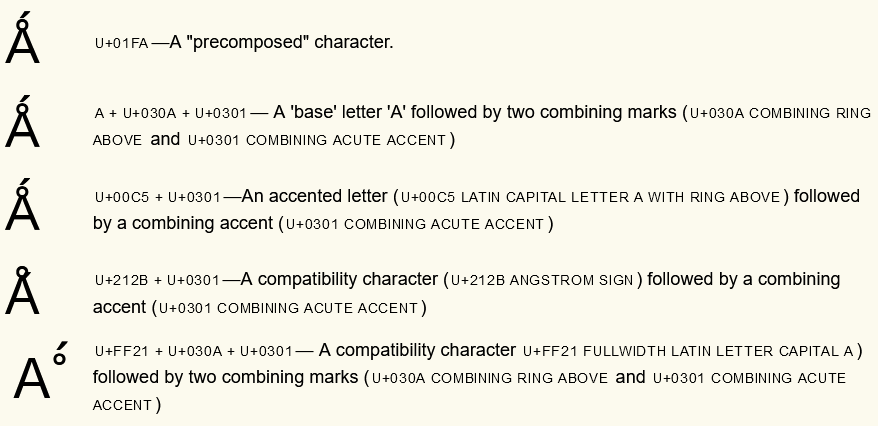 Ǻ U+01FA—A "precomposed" character.
Ǻ A + U+030A + U+0301— A 'base' letter 'A' followed by two combining marks (U+030A COMBINING RING
ABOVE and U+0301 COMBINING ACUTE ACCENT)
Ǻ U+00C5 + U+0301—An accented letter (U+00C5 LATIN CAPITAL LETTER A WITH RING ABOVE) followed
by a combining accent (U+0301 COMBINING ACUTE ACCENT)
Ǻ U+212B + U+0301—A compatibility character (U+212B ANGSTROM SIGN) followed by a combining
accent (U+0301 COMBINING ACUTE ACCENT)
Ǻ U+FF21 + U+030A + U+0301— A compatibility character U+FF21 FULLWIDTH LATIN LETTER CAPITAL A)
followed by two combining marks (U+030A COMBINING RING ABOVE and U+0301 COMBINING ACUTE
ACCENT)